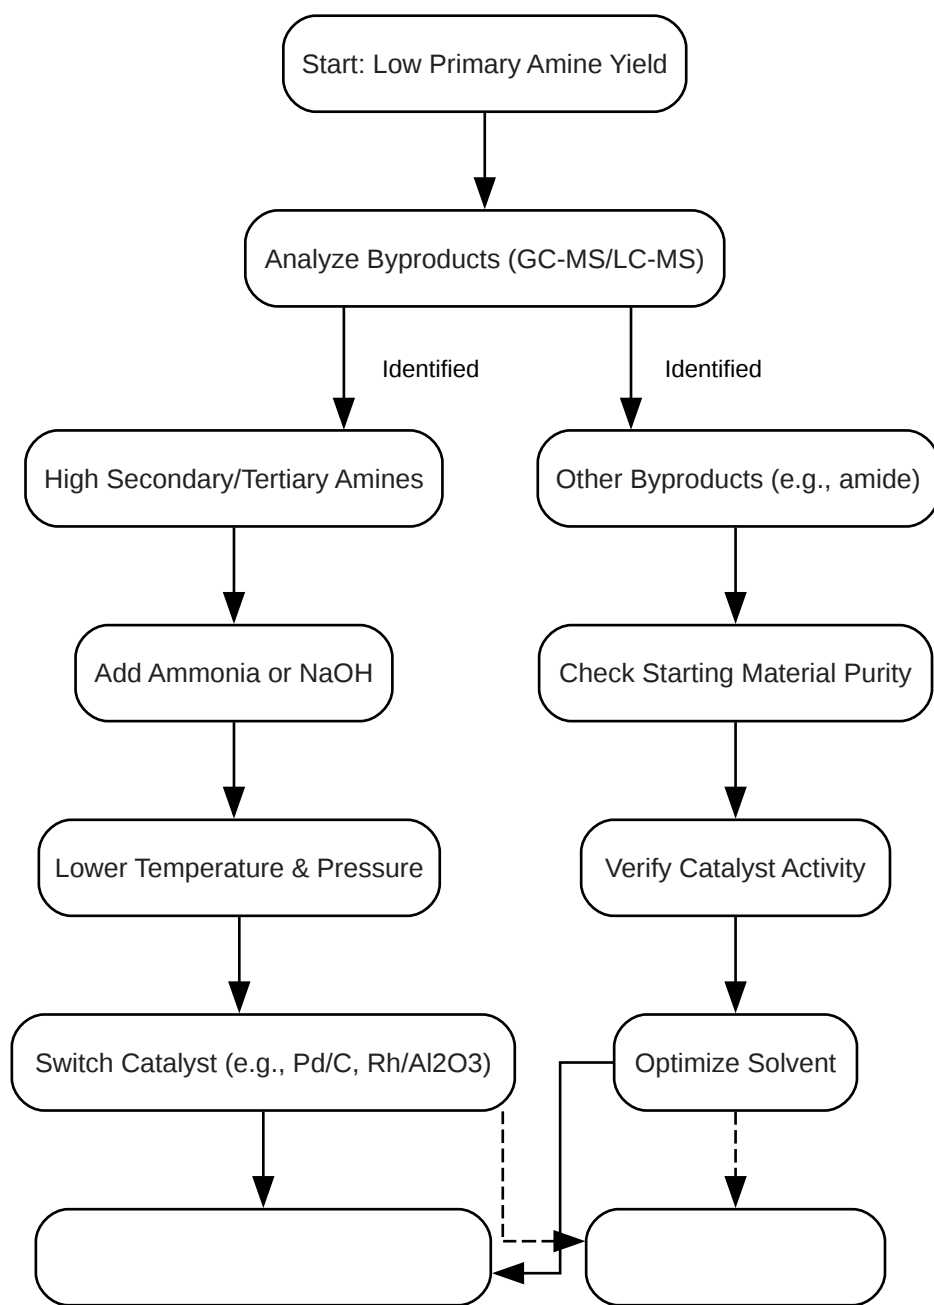 Start: Low Primary Amine Yield
Analyze Byproducts (GC-MS/LC-MS)
Identified
Identified
High Secondary/Tertiary Amines
Other Byproducts (e.g., amide)
Add Ammonia or NaOH
Check Starting Material Purity
Lower Temperature & Pressure
Verify Catalyst Activity
Switch Catalyst (e.g., Pd/C, Rh/Al2O3)
Optimize Solvent